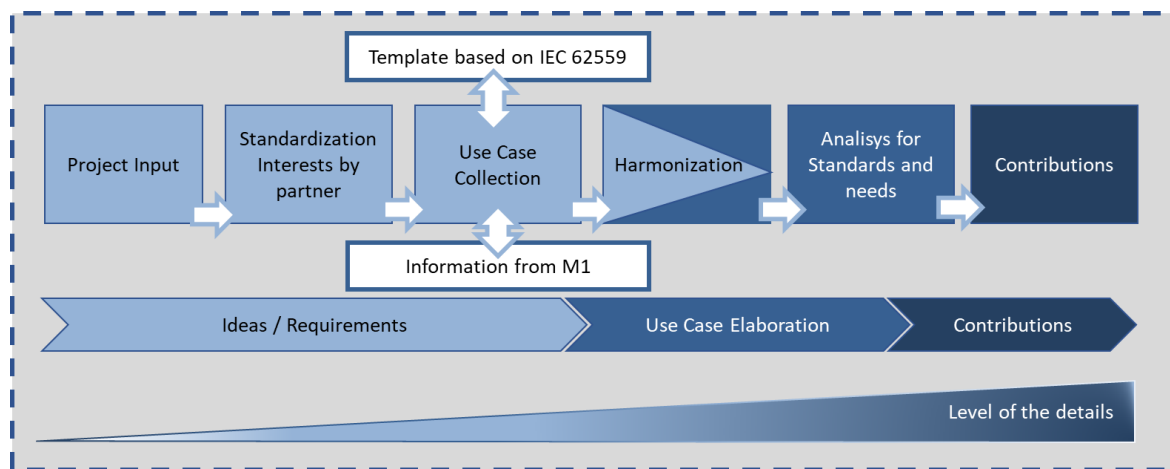 Template based on IEC 62559
Project Input
Standardization
Interests by
partner
Use Case
Collection
Harmonization
Analisys for
Standards and
needs
Contributions
Information from M1
Ideas / Requirements
Use Case Elaboration
Contributions
Level of the details